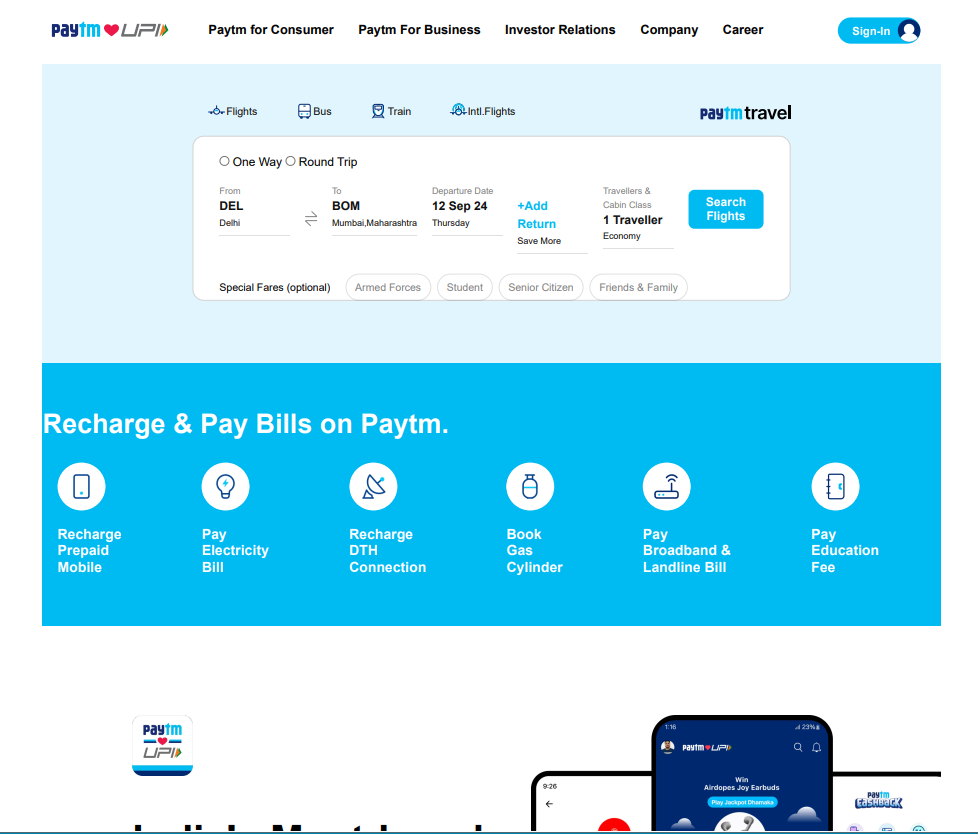 paytm UPI
Paytm for Consumer
Paytm For Business
Investor Relations
Company
Career
Sign-In
Flights
Bus
Train
Intl.Flights
paytm travel
One Way
Round Trip
From
DEL
Delhi
To
BOM
Mumbai,Maharashtra
Departure Date
12 Sep 24
Thursday
+Add
Return
Save More
Travellers &
Cabin Class
1 Traveller
Economy
Search
Flights
Special Fares (optional)
Armed Forces
Student
Senior Citizen
Friends & Family
Recharge & Pay Bills on Paytm.
Recharge
Prepaid
Mobile
Pay
Electricity
Bill
Recharge
DTH
Connection
Book
Gas
Cylinder
Pay
Broadband &
Landline Bill
Pay
Education
Fee
paytm
UPI
1:16
23%
paytm UPI
Win
Airdopes Joy Earbuds
Play Jackpot Dhamaka
9:26
paytm
CASHBACK